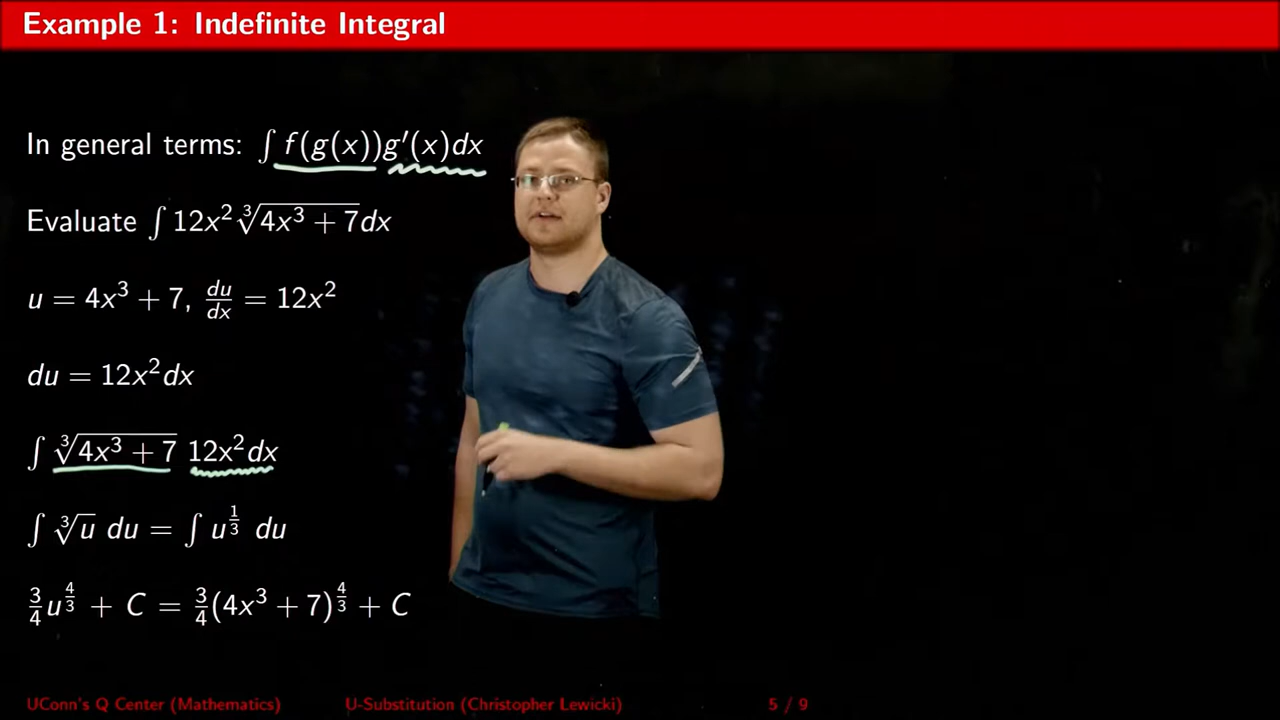 Example 1: Indefinite Integral
In general terms: ∫ f(g(x))g′(x)dx
Evaluate ∫ 12x²∛(4x³ + 7)dx
u = 4x³ + 7, du/dx = 12x²
du = 12x²dx
∫ ∛(4x³ + 7) 12x²dx
∫ ∛u du = ∫ u^(1/3) du
3/4 u^(4/3) + C = 3/4 (4x³ + 7)^(4/3) + C
UConn's Q Center (Mathematics) U-Substitution (Christopher Lewicki) 5 / 9